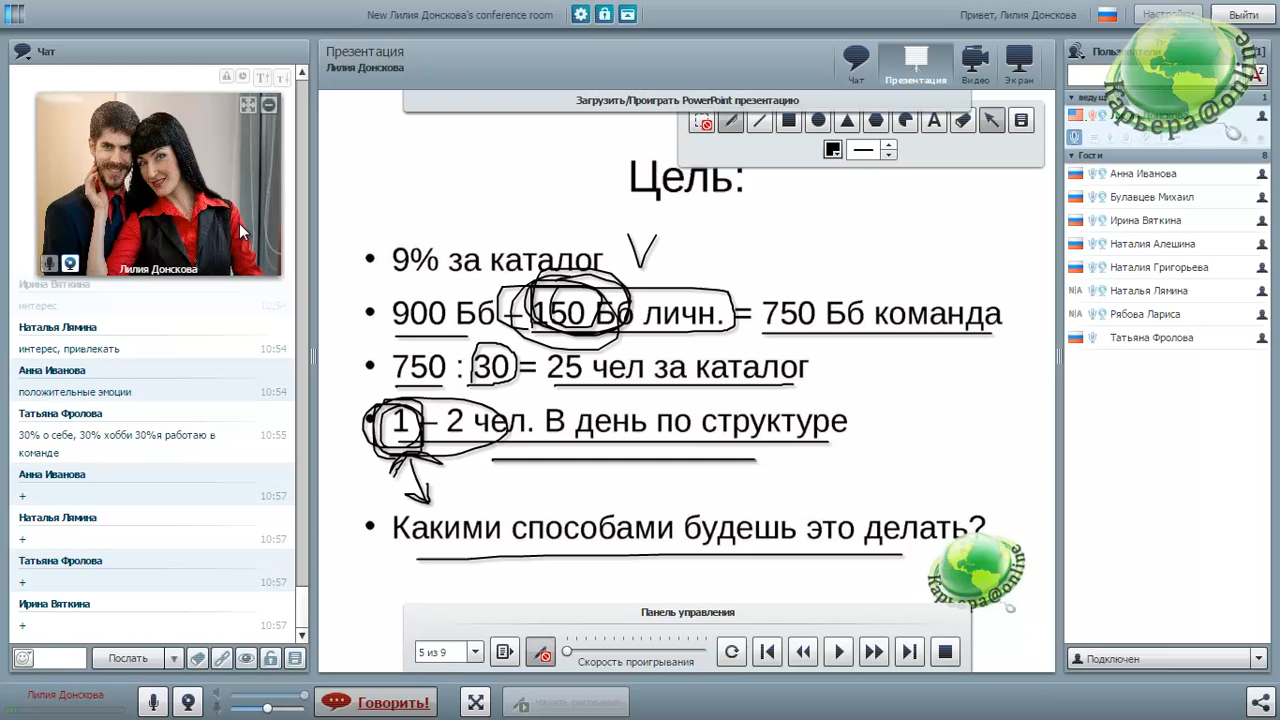 New Лилия Донскова's conference room
Привет, Лилия Донскова
Настройки
Выйти
Чат
Лилия Донскова
Ирина Вяткина
интерес 10:54
Наталья Лямина
интерес, привлекать 10:54
Анна Иванова
положительные эмоции 10:54
Татьяна Фролова
30% о себе, 30% хобби 30%я работаю в 10:55
команде
Анна Иванова
+ 10:57
Наталья Лямина
+ 10:57
Татьяна Фролова
+ 10:57
Ирина Вяткина
+ 10:57
Послать
Презентация
Лилия Донскова
Чат
Презентация
Видео
Экран
Загрузить/Проиграть PowerPoint презентацию
Цель:
• 9% за каталог
• 900 Бб – 150 Бб личн. = 750 Бб команда
• 750 : 30 = 25 чел за каталог
• 1 – 2 чел. В день по структуре
• Какими способами будешь это делать?
Карьера@online
Панель управления
5 из 9
Скорость проигрывания
Карьера@online
1
Гости 8
Анна Иванова
Булавцев Михаил
Ирина Вяткина
Наталия Алешина
Наталия Григорьева
N/A Наталья Лямина
N/A Рябова Лариса
Татьяна Фролова
Подключен
Лилия Донскова
Говорить!